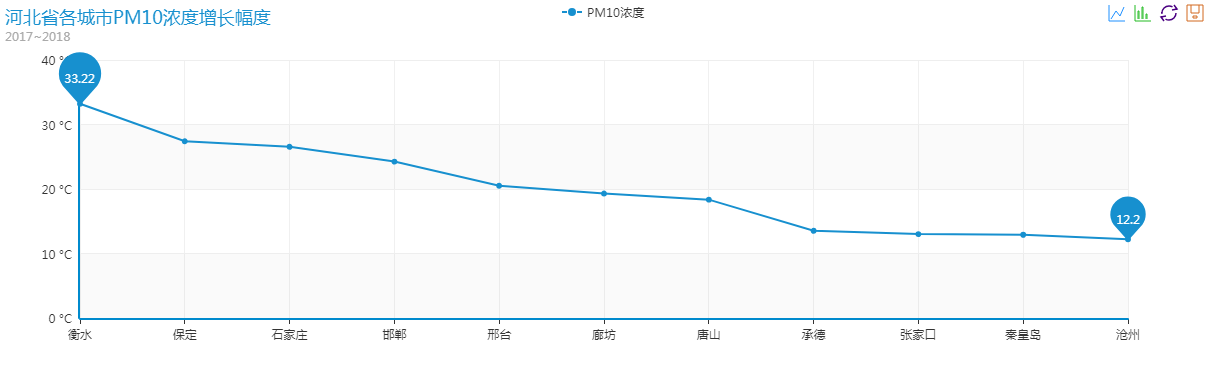 河北省各城市PM10浓度增长幅度
2017~2018
PM10浓度
40 °C
30 °C
20 °C
10 °C
0 °C
33.22
12.2
衡水 保定 石家庄 邯郸 邢台 廊坊 唐山 承德 张家口 秦皇岛 沧州